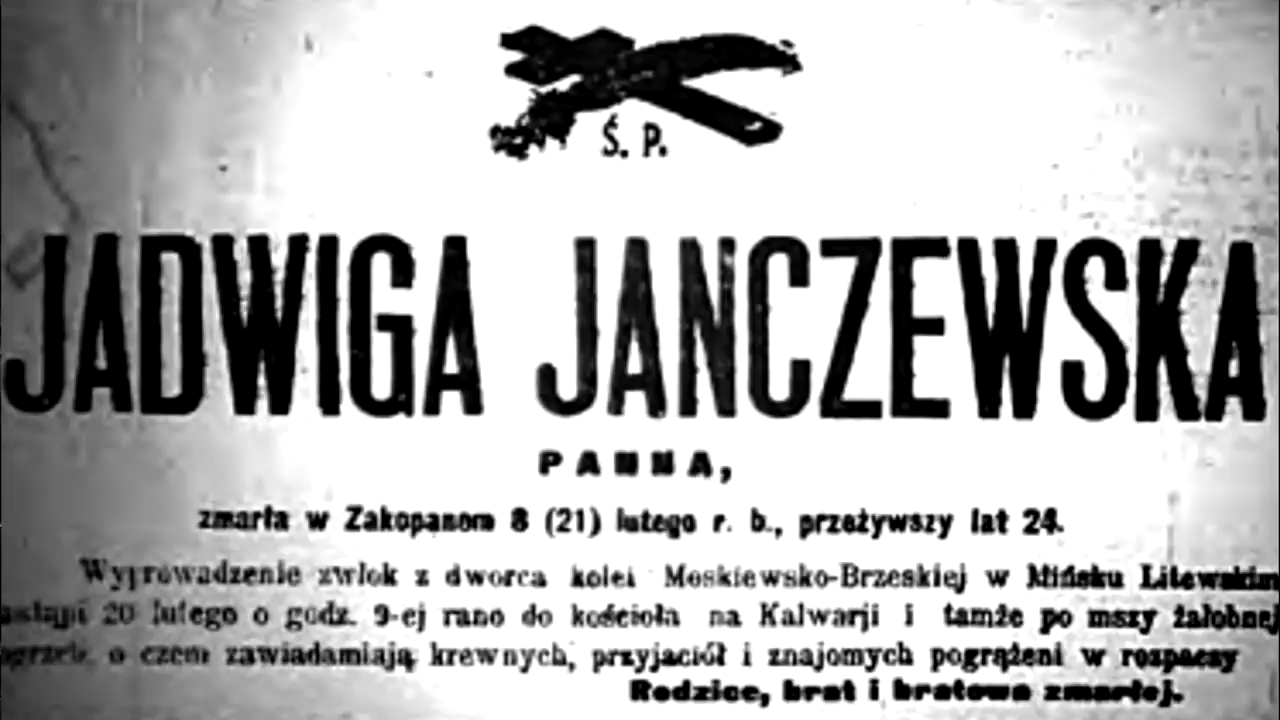 Ś. P.
JADWIGA JANCZEWSKA
PANNA,
zmarła w Zakopanem 8 (21) lutego r. b., przeżywszy lat 24.
Wyprowadzenie zwłok z dworca kolei Moskiewsko-Brzeskiej w Mińsku Litewskim
20 lutego o godz. 9-ej rano do kościoła na Kalwarji i tamże po mszy żałobnej
o czem zawiadamiają krewnych, przyjaciół i znajomych pogrążeni w rozpaczy
Rodzice, brat i bratowa zmarłej.